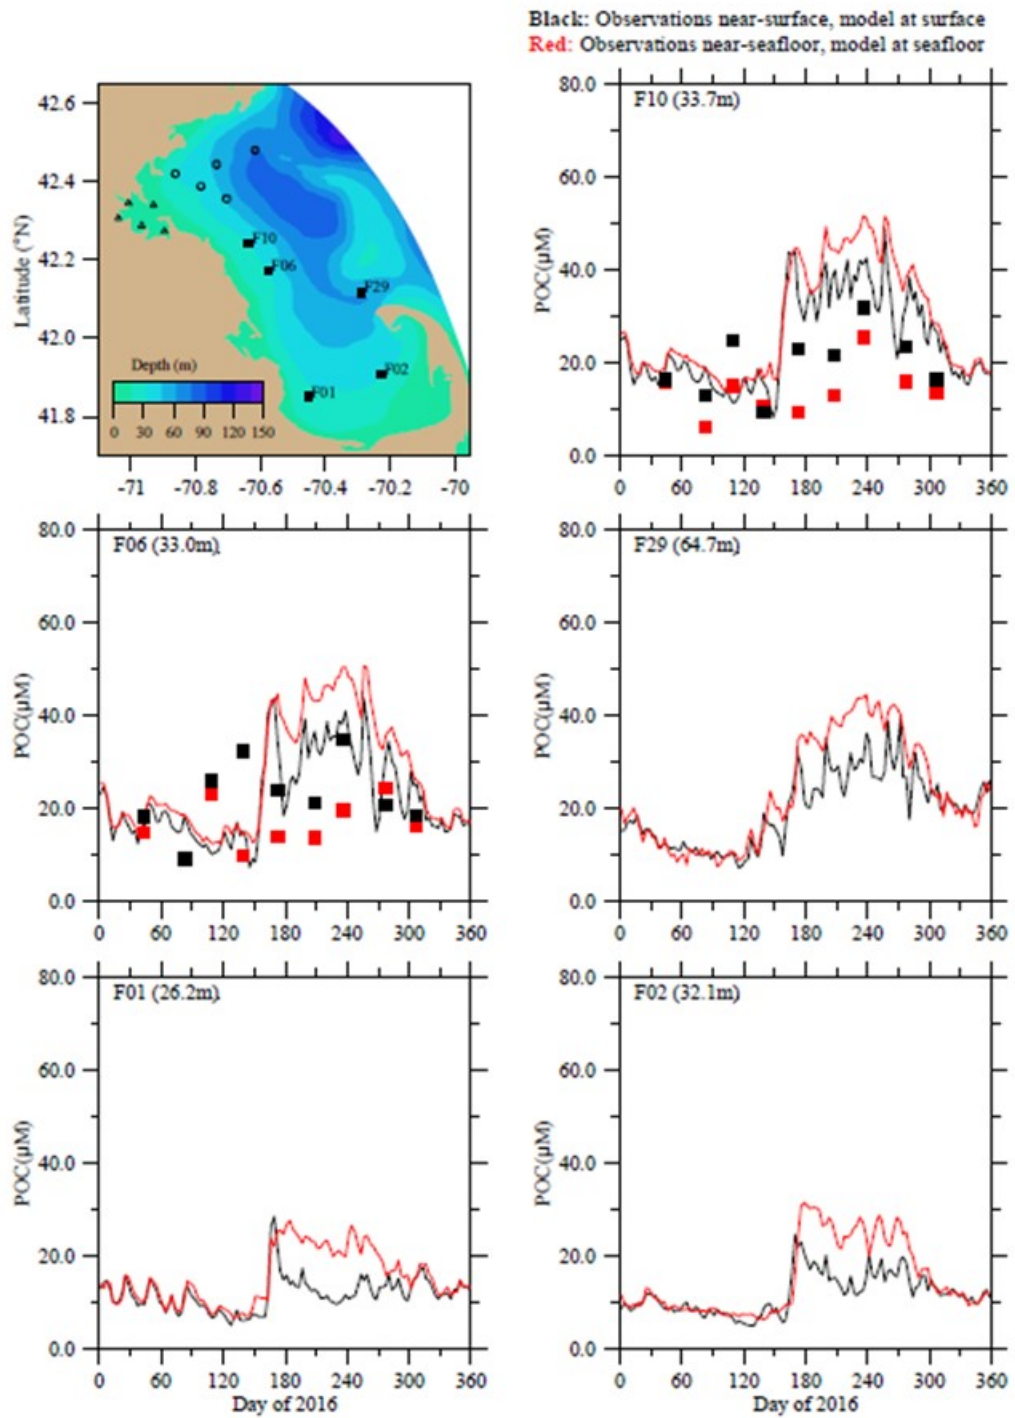 Black: Observations near-surface, model at surface
Red: Observations near-seafloor, model at seafloor
42.6
42.4
42.2
42.0
41.8
Latitude (°N)
F10
F06
F29
F02
F01
Depth (m)
0 30 60 90 120 150
-71 -70.8 -70.6 -70.4 -70.2 -70
F10 (33.7m)
80.0
60.0
40.0
20.0
0.0
POC(µM)
0 60 120 180 240 300 360
F06 (33.0m)
80.0
60.0
40.0
20.0
0.0
POC(µM)
0 60 120 180 240 300 360
F29 (64.7m)
80.0
60.0
40.0
20.0
0.0
POC(µM)
0 60 120 180 240 300 360
F01 (26.2m)
80.0
60.0
40.0
20.0
0.0
POC(µM)
0 60 120 180 240 300 360
Day of 2016
F02 (32.1m)
80.0
60.0
40.0
20.0
0.0
POC(µM)
0 60 120 180 240 300 360
Day of 2016